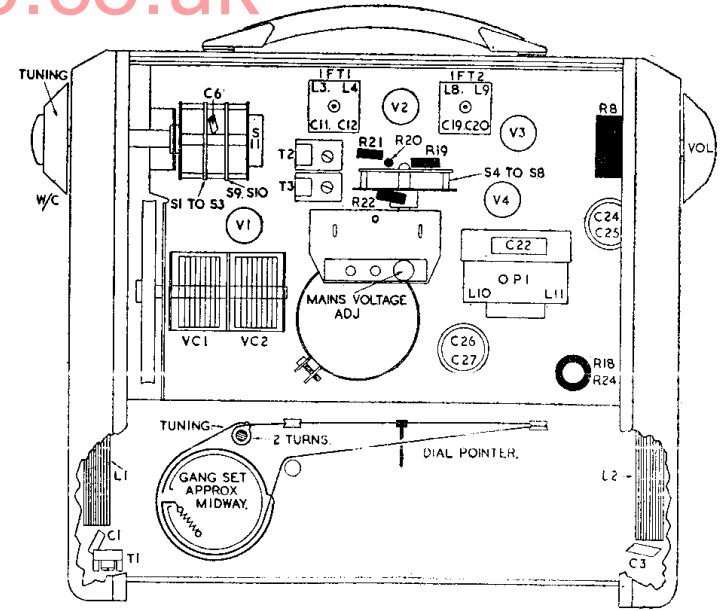 o.co.uk
TUNING
W/C
C6
S11
S9, S10
S1 TO S3
IFT1
L3. L4
C11. C12
V2
IFT2
L8. L9
C19.C20
V3
R8
VOL
R21
R20
R19
T2
T3
S4 TO S8
R22
V4
V1
C24
C25
C22
OP1
L10
L11
MAINS VOLTAGE
ADJ
VC1
VC2
C26
C27
R18
R24
TUNING
2 TURNS.
DIAL POINTER.
GANG SET
APPROX
MIDWAY.
L1
L2
C1
T1
C3